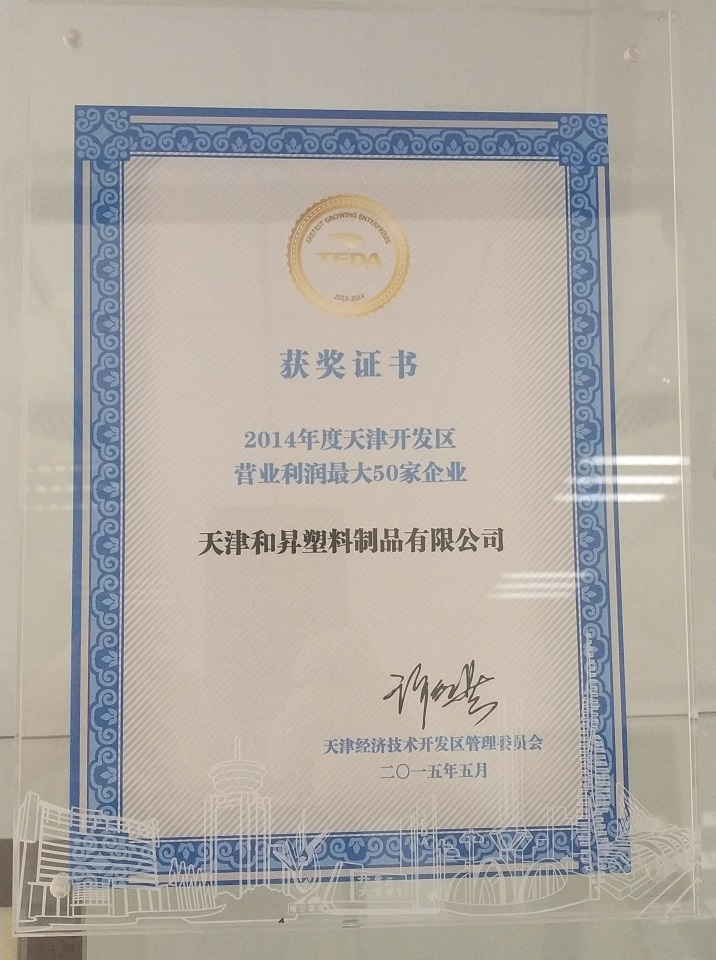 FASTEST GROWING ENTERPRISES
TEDA
2013-2014
获奖证书
2014年度天津开发区
营业利润最大50家企业
天津和昇塑料制品有限公司
天津经济技术开发区管理委员会
二〇一五年五月